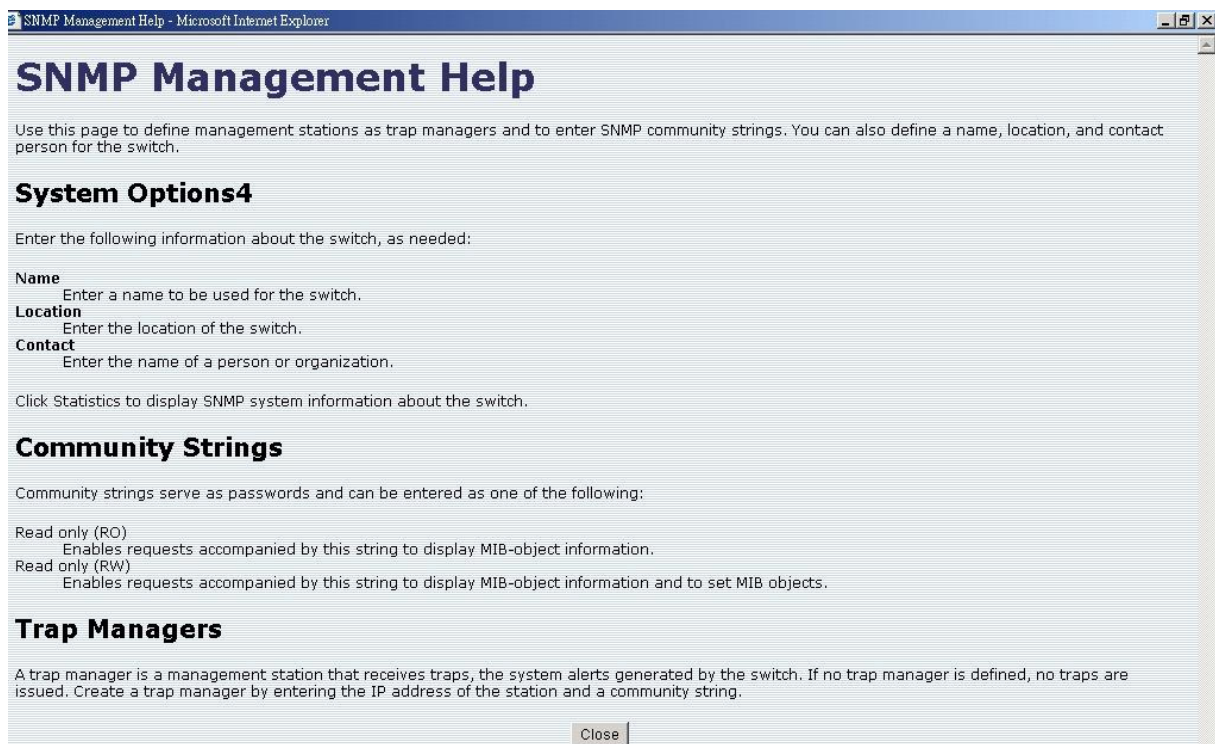 SNMP Management Help - Microsoft Internet Explorer
SNMP Management Help
Use this page to define management stations as trap managers and to enter SNMP community strings. You can also define a name, location, and contact
person for the switch.
System Options4
Enter the following information about the switch, as needed:
Name
Enter a name to be used for the switch.
Location
Enter the location of the switch.
Contact
Enter the name of a person or organization.
Click Statistics to display SNMP system information about the switch.
Community Strings
Community strings serve as passwords and can be entered as one of the following:
Read only (RO)
Enables requests accompanied by this string to display MIB-object information.
Read only (RW)
Enables requests accompanied by this string to display MIB-object information and to set MIB objects.
Trap Managers
A trap manager is a management station that receives traps, the system alerts generated by the switch. If no trap manager is defined, no traps are
issued. Create a trap manager by entering the IP address of the station and a community string.
Close